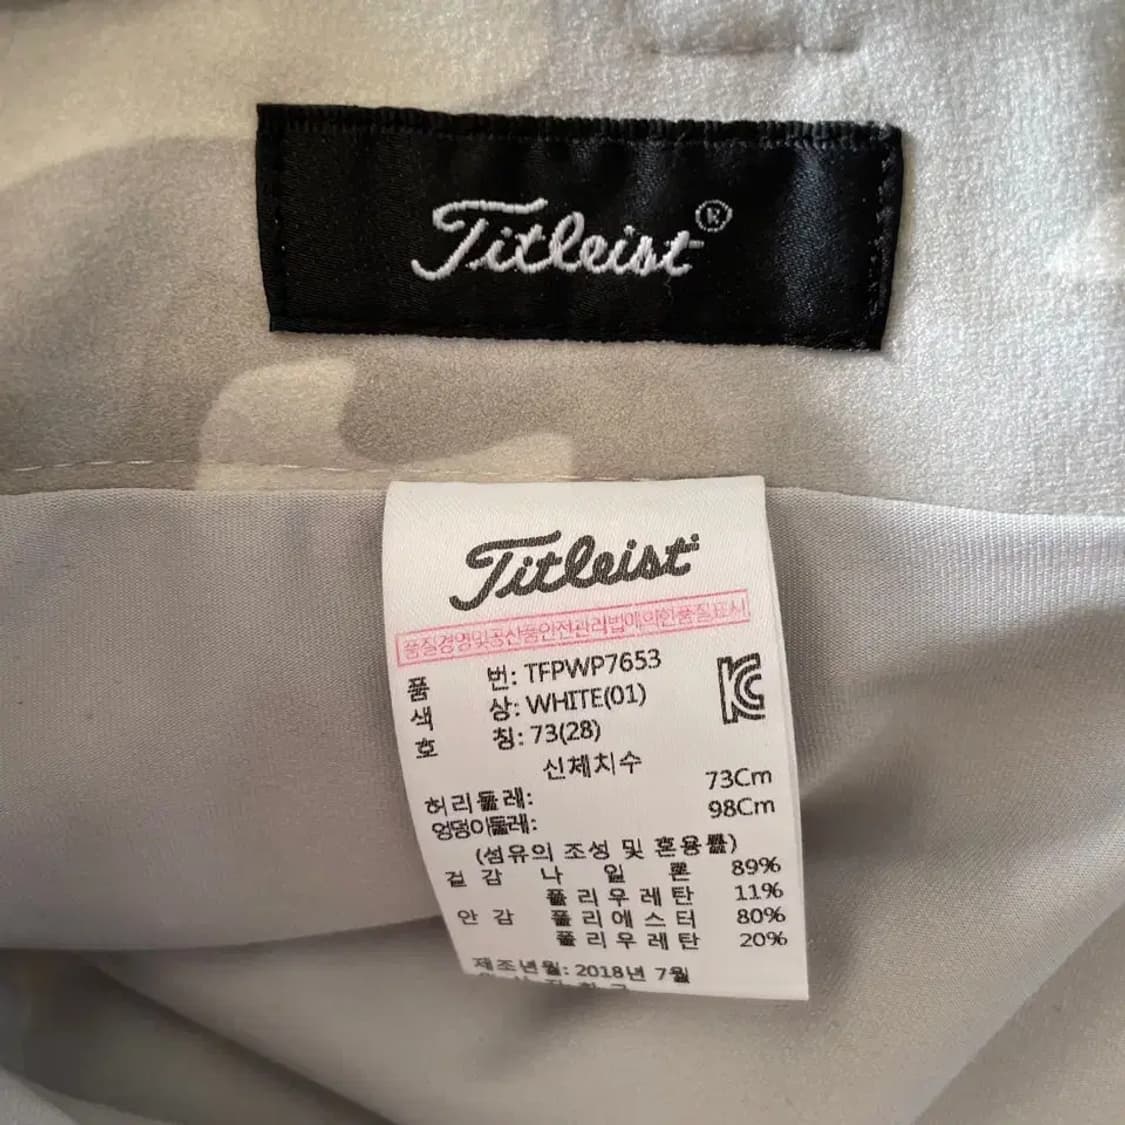 Titleist®
Titleist
품질경영및공산품안전관리법에의한품질표시
품 번: TFPWP7653
색 상: WHITE(01)
호 칭: 73(28)
신체치수
허리둘레: 73Cm
엉덩이둘레: 98Cm
(섬유의 조성 및 혼용률)
겉 감 나 일 론 89%
폴 리 우 레 탄 11%
안 감 폴 리 에 스 터 80%
폴 리 우 레 탄 20%
제조년월: 2018년 7월